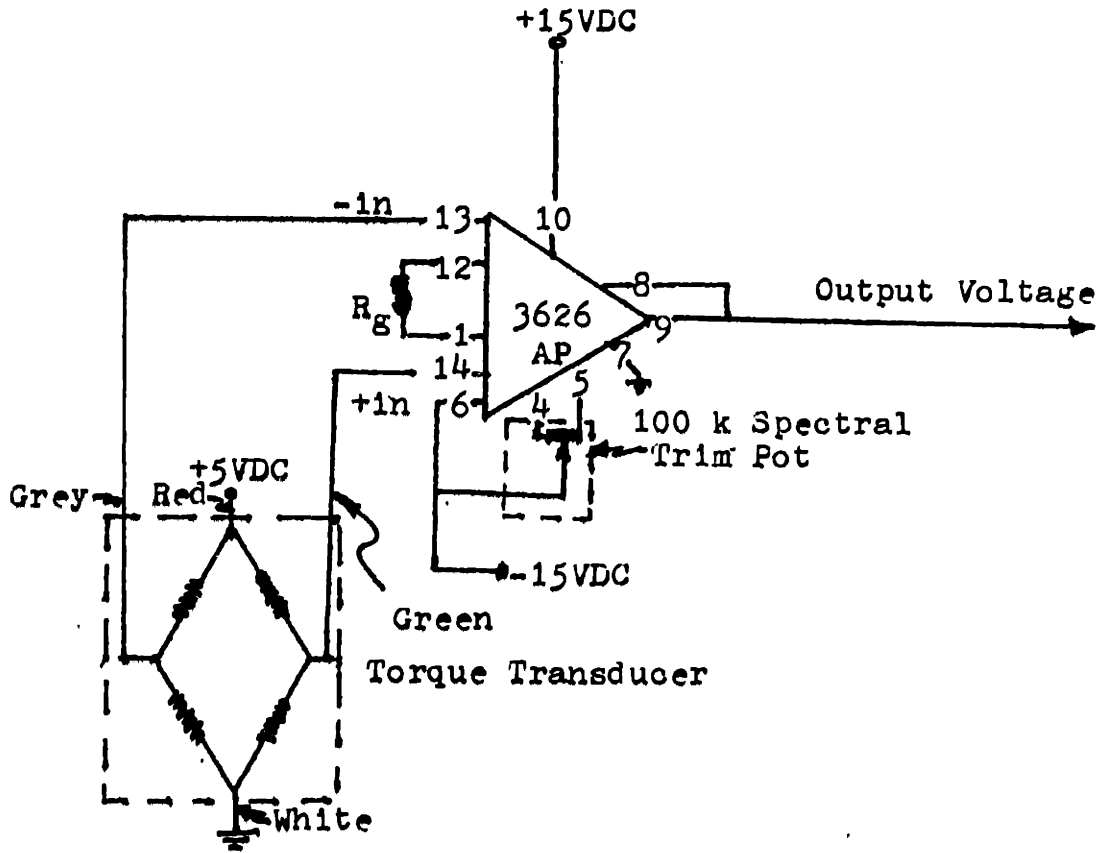 +15VDC
-in
13
10
12
8
Output Voltage
Rg
3626
9
1
AP
7
14
5
+in
6
4
100 k Spectral
Trim Pot
+5VDC
Grey
Red
-15VDC
Green
Torque Transducer
White